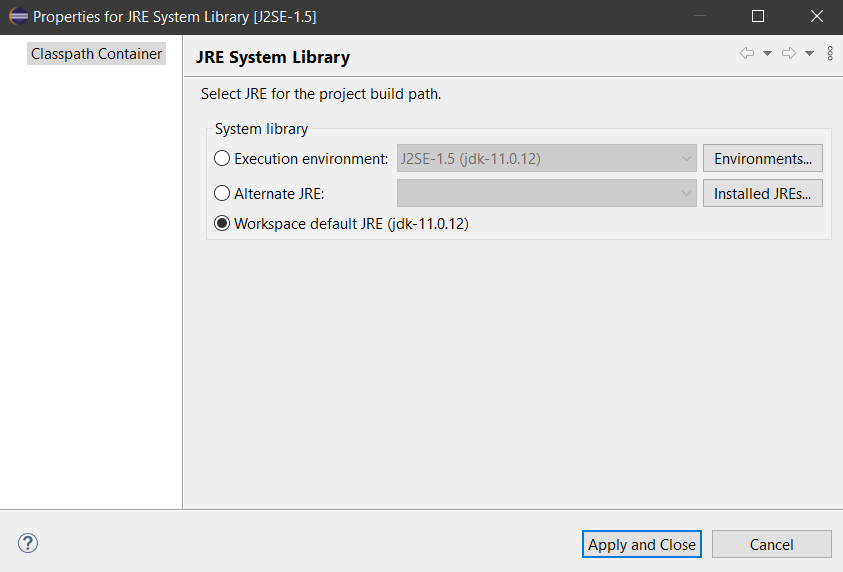 Properties for JRE System Library [J2SE-1.5]
Classpath Container
JRE System Library
Select JRE for the project build path.
System library
Execution environment: J2SE-1.5 (jdk-11.0.12) Environments...
Alternate JRE: Installed JREs...
Workspace default JRE (jdk-11.0.12)
? Apply and Close Cancel